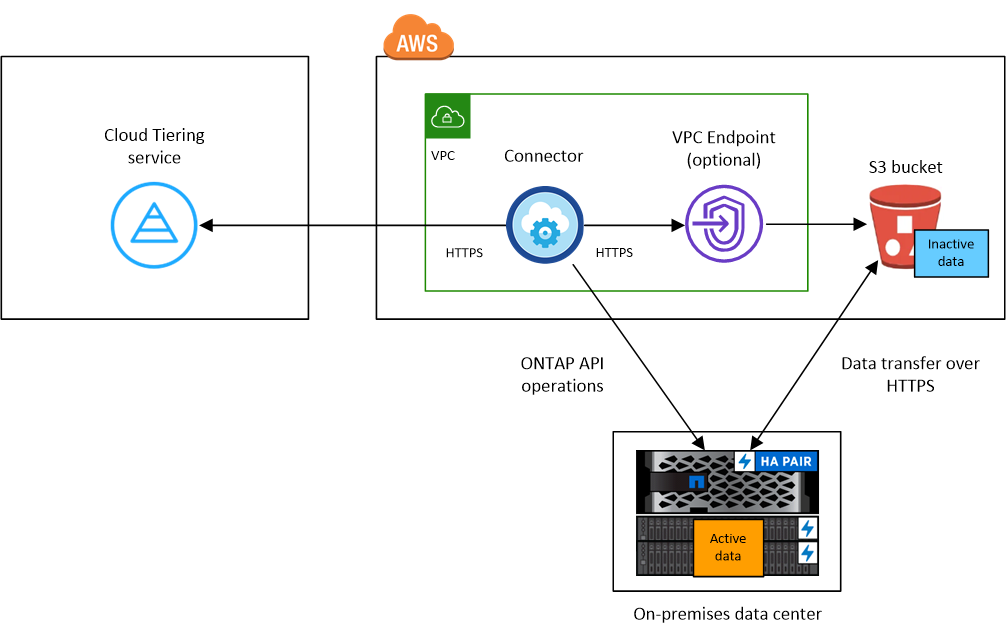 AWS
Cloud Tiering
service
VPC
Connector
VPC Endpoint
(optional)
S3 bucket
HTTPS
HTTPS
Inactive
data
ONTAP API
operations
Data transfer over
HTTPS
HA PAIR
Active
data
On-premises data center